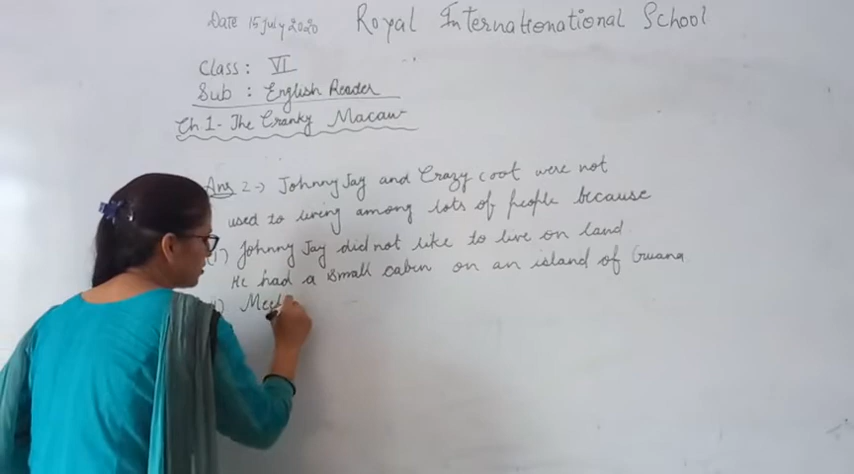 Date 15 July 2020 Royal International School
Class : VI
Sub : English Reader
Ch 1 - The Cranky Macaw
Ans 2 -> Johnny Jay and Crazy coot were not
used to living among lots of people because
(i) Johnny Jay did not like to live on land
He had a small cabin on an island of Gwana